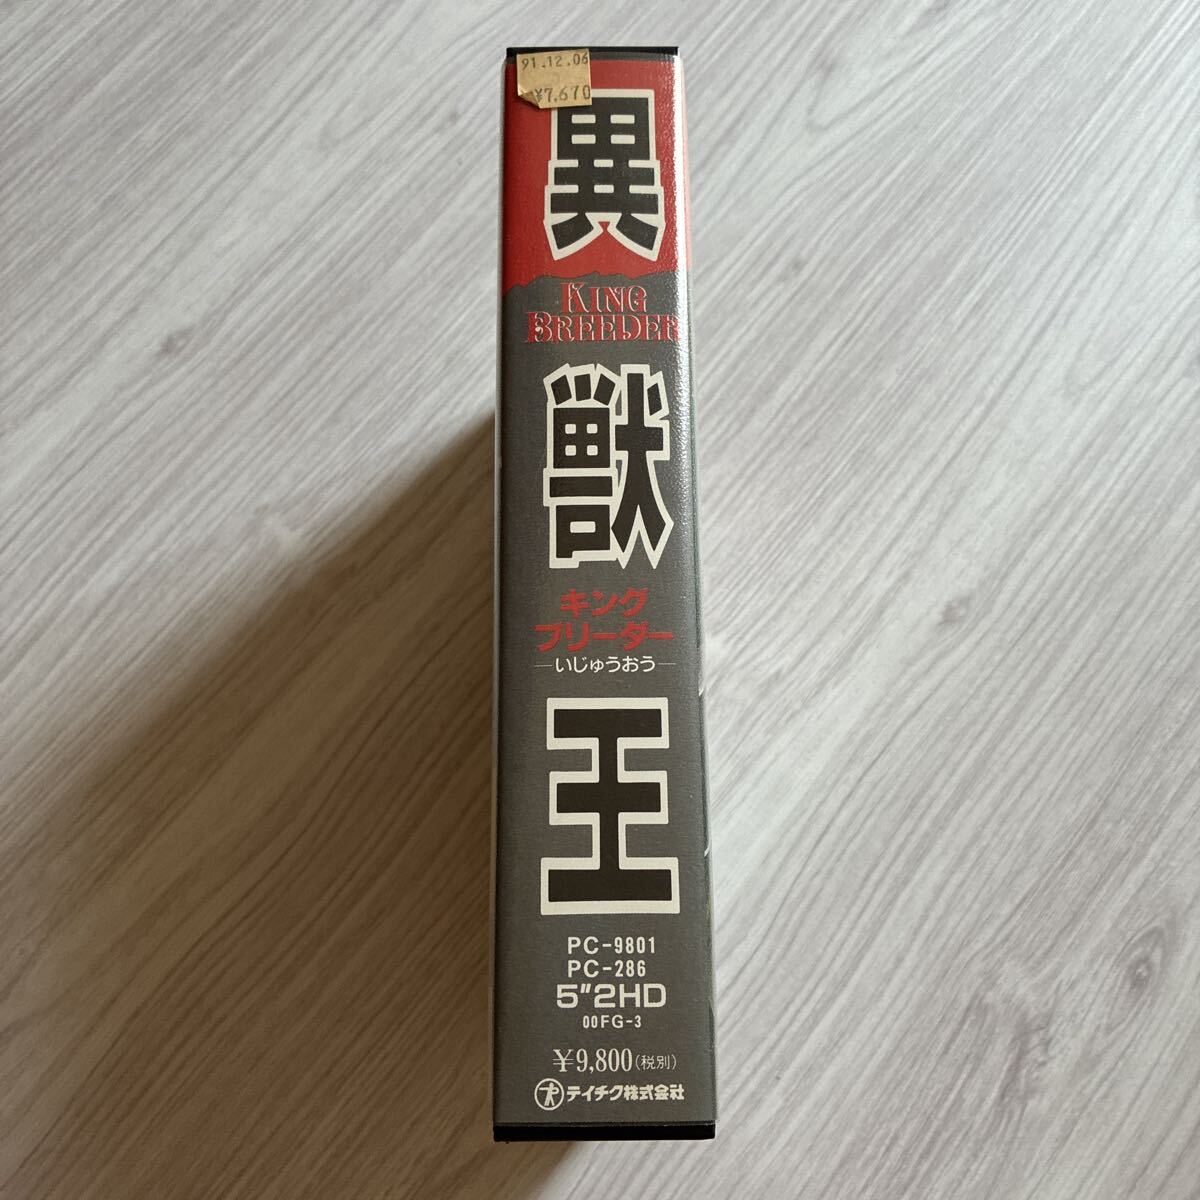 91.12.06
¥7,670
異
KING
BREEDER
獣
キング
ブリーダー
―いじゅうおう―
王
PC-9801
PC-286
5"2HD
00FG-3
¥9,800(税別)
テイチク株式会社